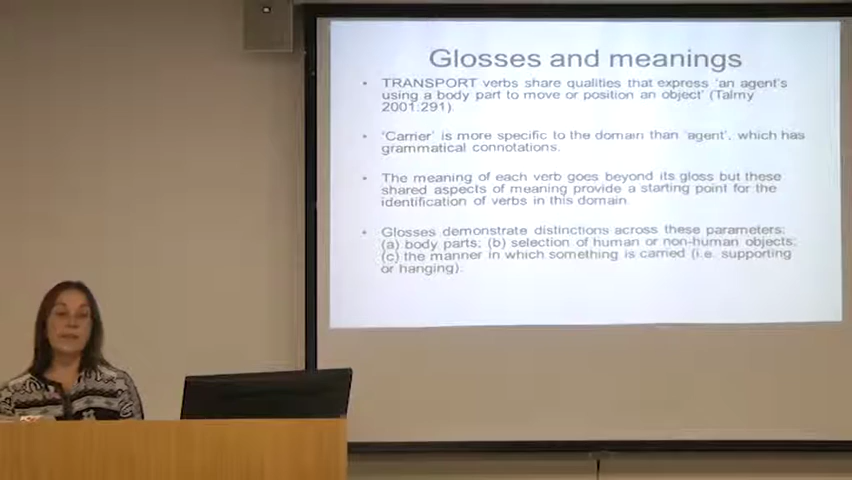 Glosses and meanings
• TRANSPORT verbs share qualities that express 'an agent's
using a body part to move or position an object' (Talmy
2001:291).
• 'Carrier' is more specific to the domain than 'agent', which has
grammatical connotations.
• The meaning of each verb goes beyond its gloss but these
shared aspects of meaning provide a starting point for the
identification of verbs in this domain.
• Glosses demonstrate distinctions across these parameters:
(a) body parts; (b) selection of human or non-human objects;
(c) the manner in which something is carried (i.e. supporting
or hanging).